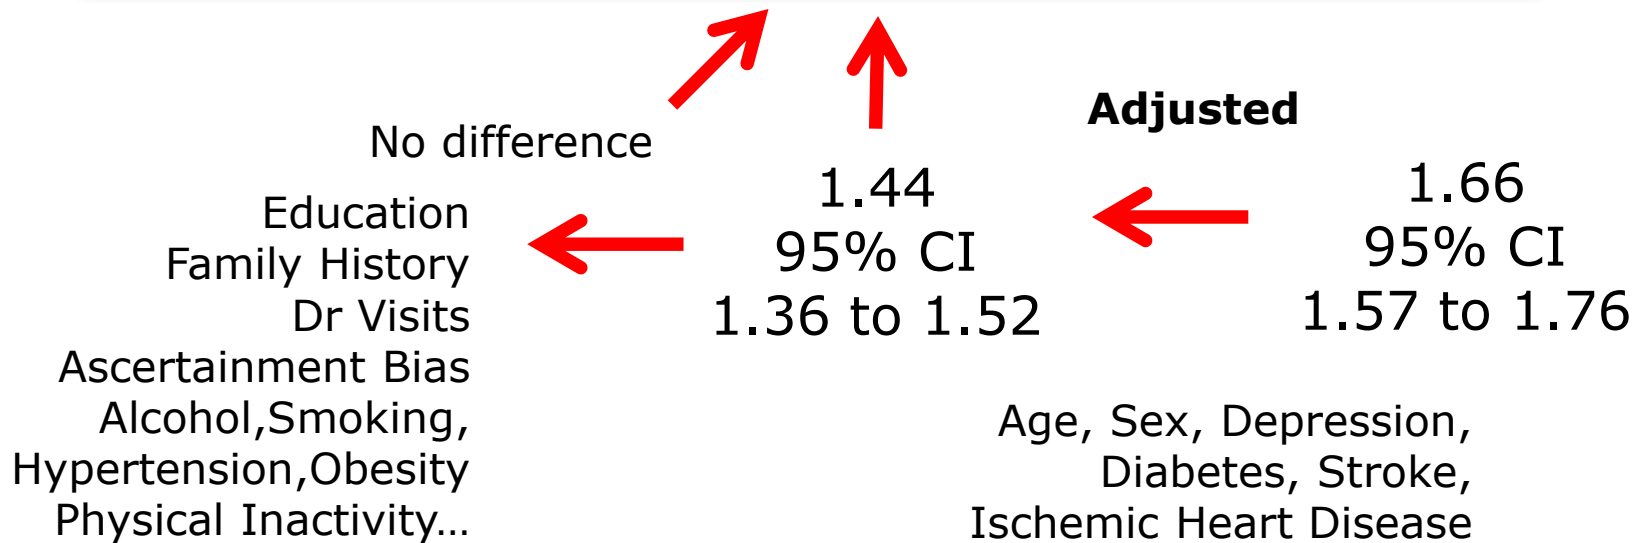 No difference
Education
Family History
Dr Visits
Ascertainment Bias
Alcohol,Smoking,
Hypertension,Obesity
Physical Inactivity…
1.44
95% CI
1.36 to 1.52
Adjusted
1.66
95% CI
1.57 to 1.76
Age, Sex, Depression,
Diabetes, Stroke,
Ischemic Heart Disease